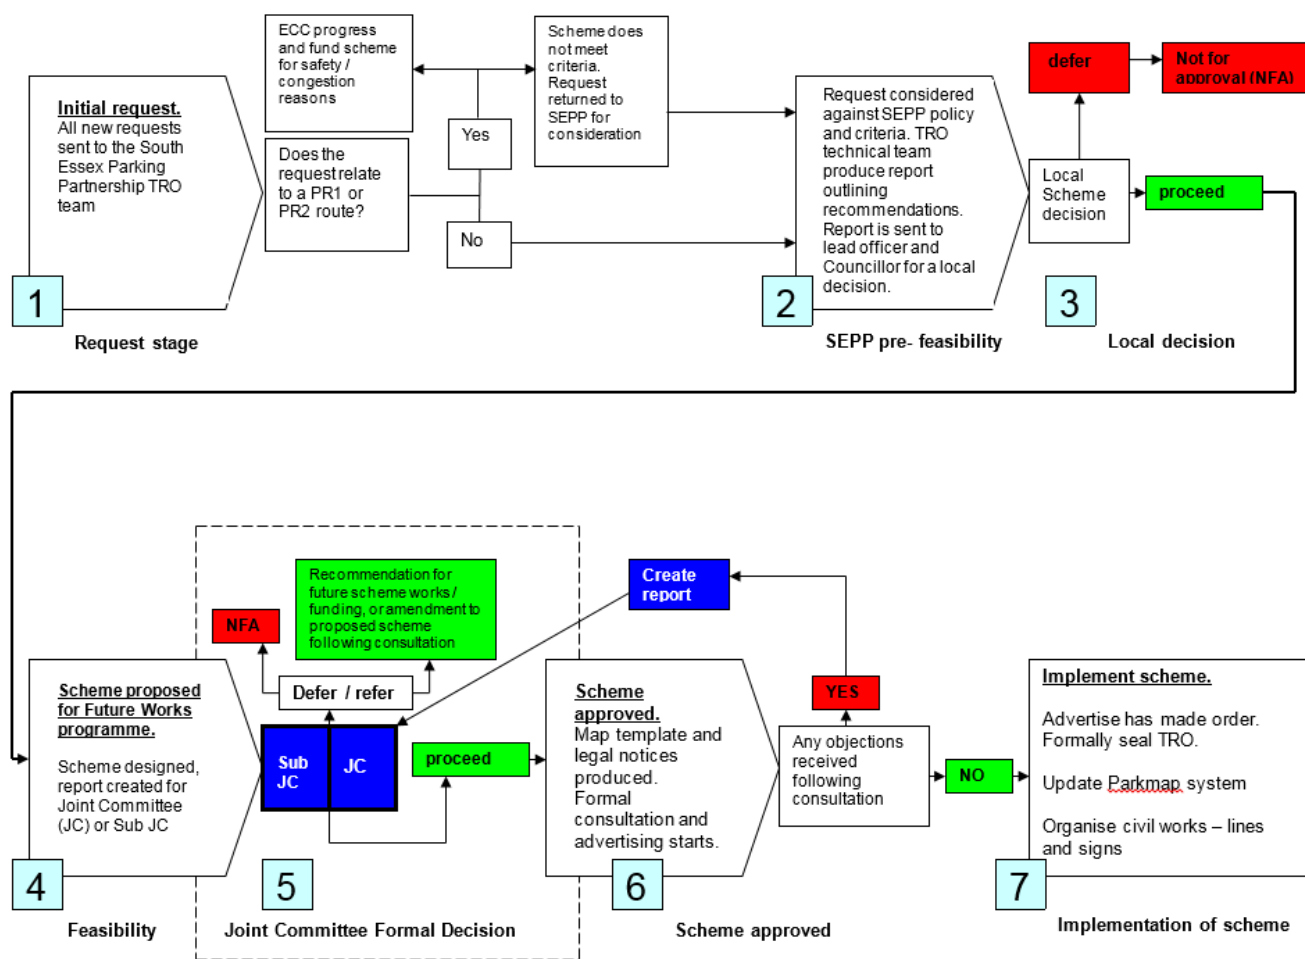 Initial request.
All new requests
sent to the South
Essex Parking
Partnership TRO
team
1
Request stage
ECC progress
and fund scheme
for safety /
congestion
reasons
Does the
request relate
to a PR1 or
PR2 route?
Yes
No
Scheme does
not meet
criteria.
Request
returned to
SEPP for
consideration
Request considered
against SEPP policy
and criteria. TRO
technical team
produce report
outlining
recommendations.
Report is sent to
lead officer and
Councillor for a local
decision.
2
SEPP pre- feasibility
defer
Not for
approval (NFA)
Local
Scheme
decision
proceed
3
Local decision
Scheme proposed
for Future Works
programme.
Scheme designed,
report created for
Joint Committee
(JC) or Sub JC
4
Feasibility
NFA
Recommendation for
future scheme works /
funding, or amendment to
proposed scheme
following consultation
Defer / refer
Sub
JC
JC
proceed
5
Joint Committee Formal Decision
Create
report
Scheme
approved.
Map template and
legal notices
produced.
Formal
consultation and
advertising starts.
6
Scheme approved
YES
Any objections
received
following
consultation
NO
Implement scheme.
Advertise has made order.
Formally seal TRO.
Update Parkmap system
Organise civil works – lines
and signs
7
Implementation of scheme